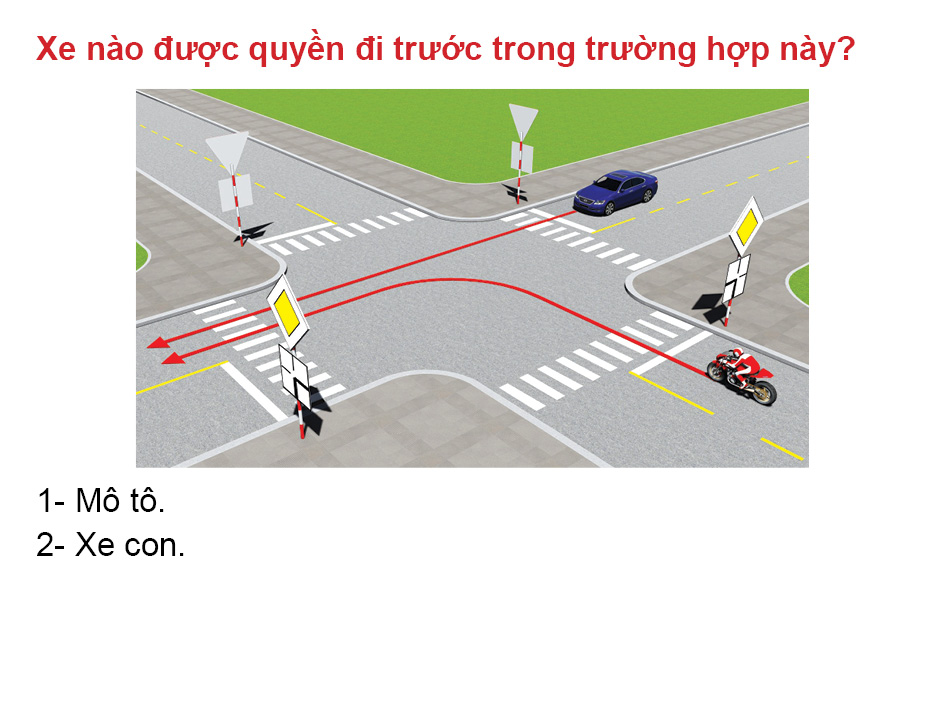 Xe nào được quyền đi trước trong trường hợp này?
1- Mô tô.
2- Xe con.